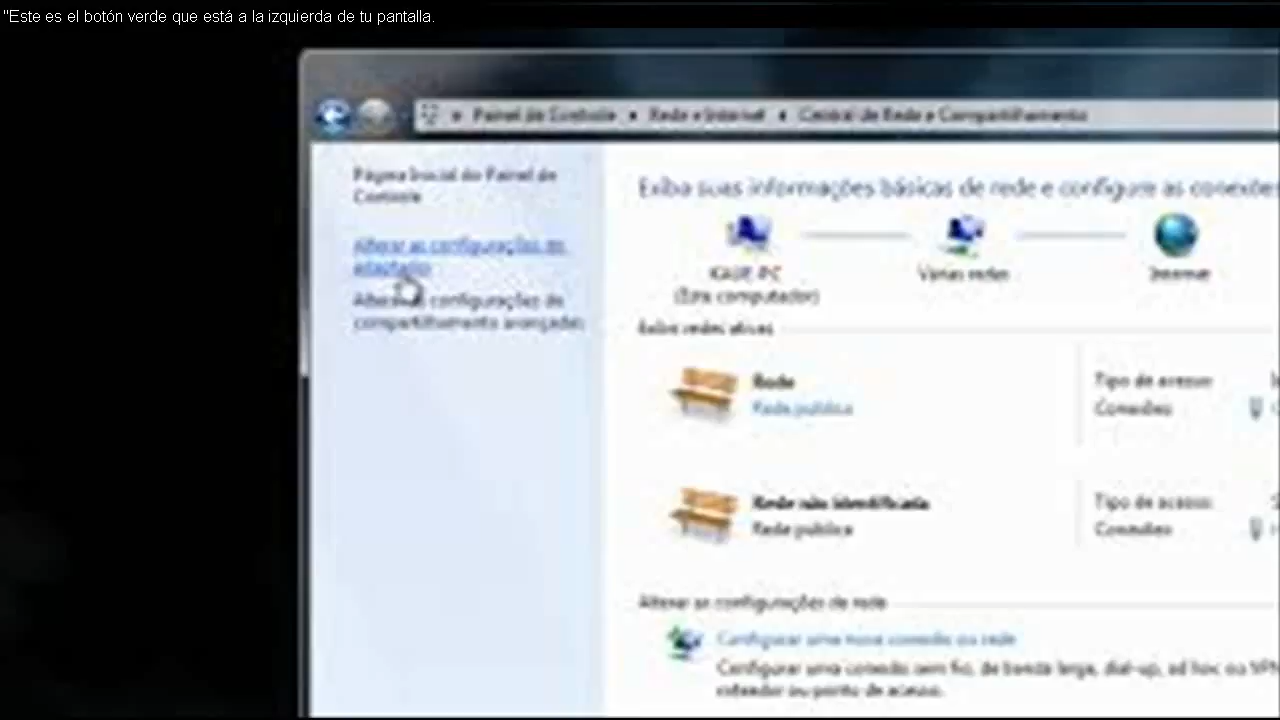 "Este es el botón verde que está a la izquierda de tu pantalla.
Painel de Controle Rede e Internet Central de Rede e Compartilhamento
Página Inicial do Painel de
Controle
Alterar as configurações do
adaptador
Alterar as configurações de
compartilhamento avançadas
Exiba suas informações básicas de rede e configure as conexões
PC
Várias redes
Internet
(Este computador)
Exibir redes ativas
Rede
Rede pública
Tipo de acesso:
Conexões:
Rede não identificada
Rede pública
Tipo de acesso:
Conexões:
Alterar as configurações de rede
Configurar uma nova conexão ou rede
Configurar uma conexão sem fio, de banda larga, dial-up, ad hoc ou VPN
roteador ou ponto de acesso.